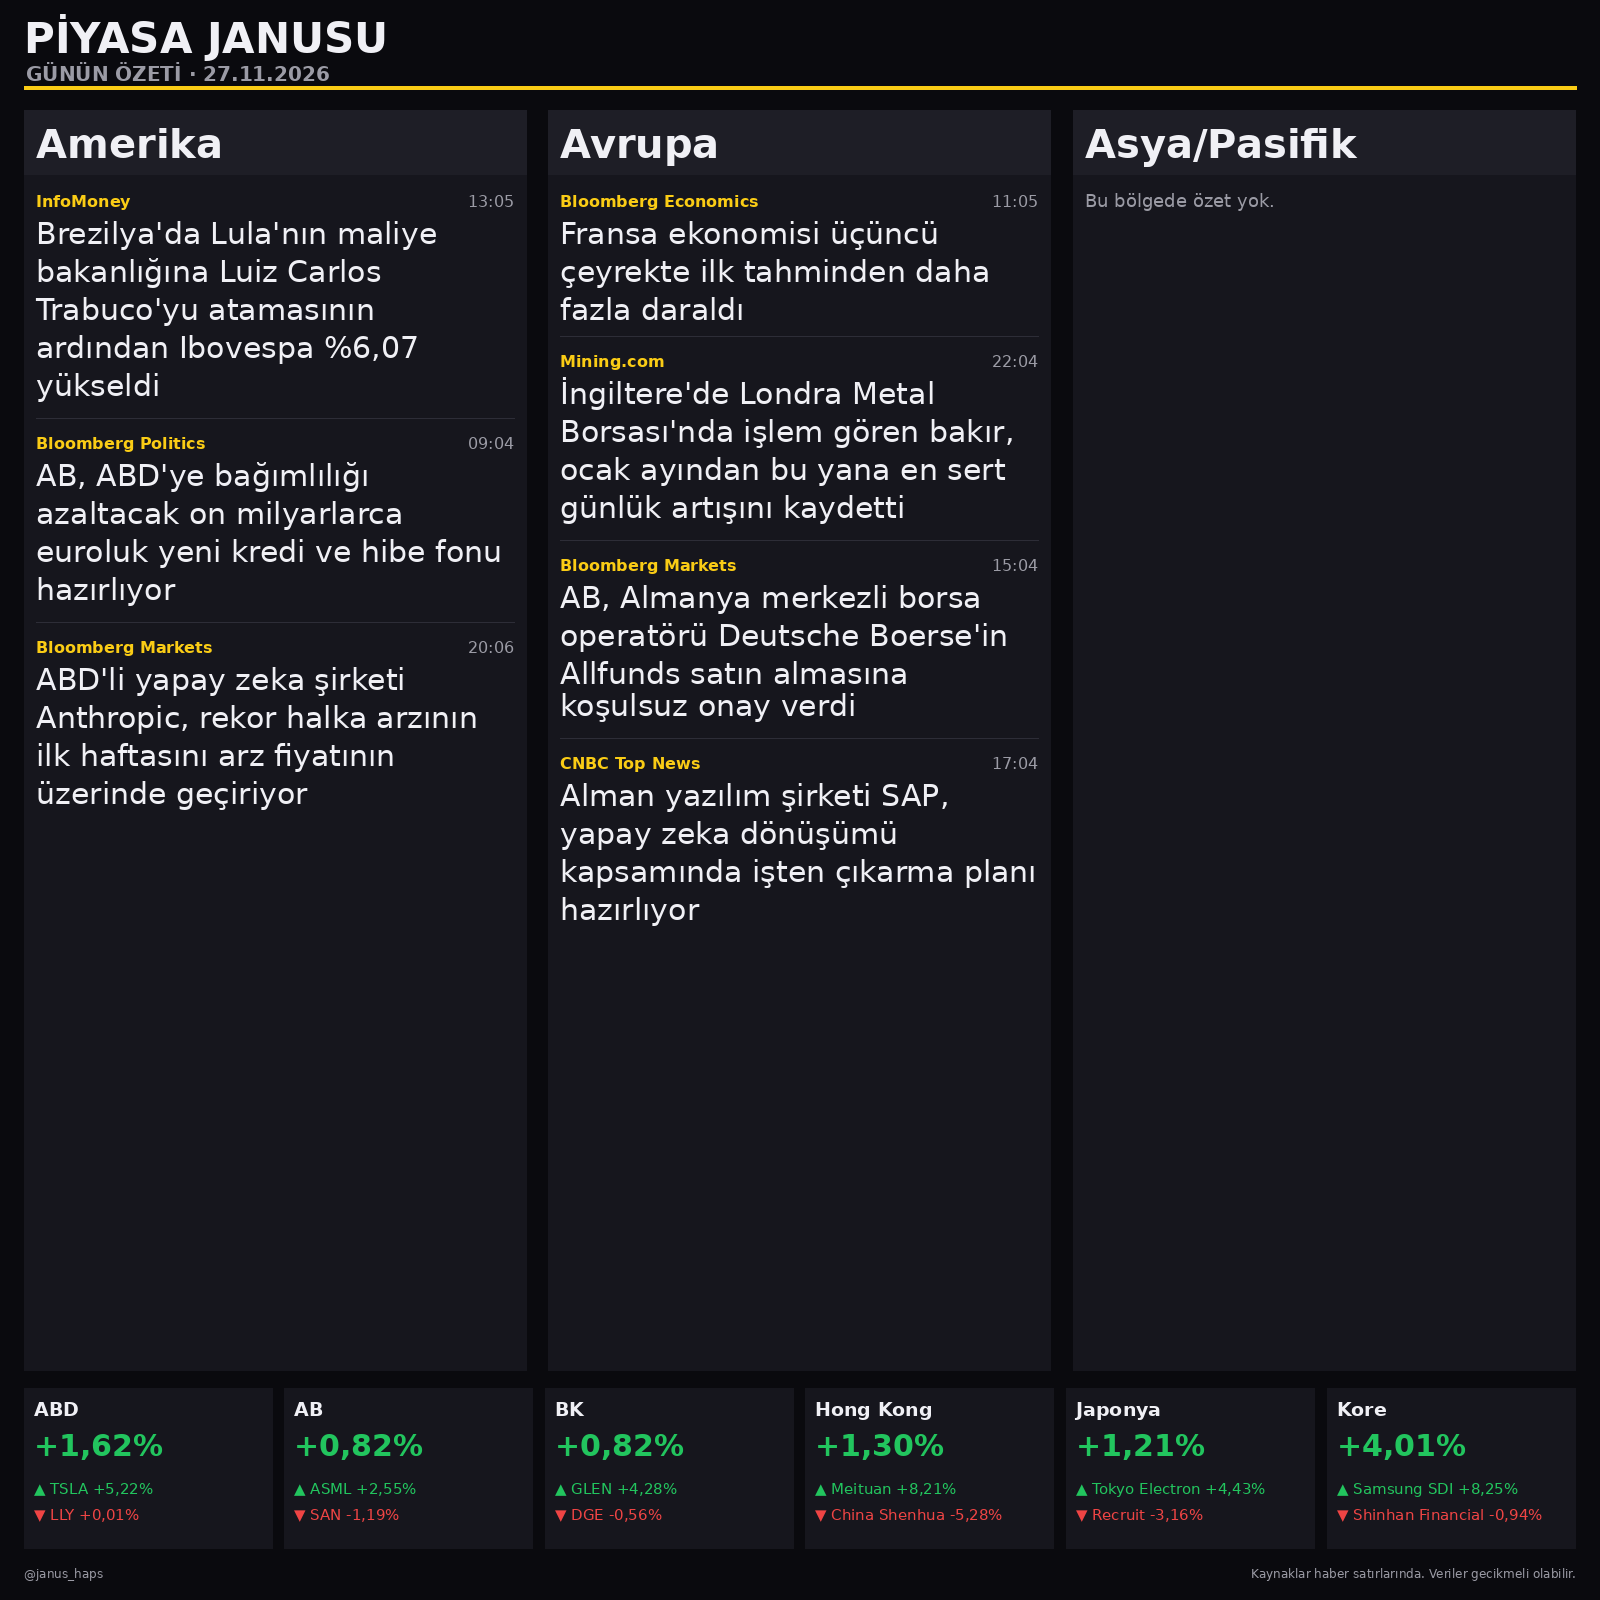 PİYASA JANUSU
GÜNÜN ÖZETİ · 27.11.2026
Amerika
InfoMoney 13:05
Brezilya'da Lula'nın maliye
bakanlığına Luiz Carlos
Trabuco'yu atamasının
ardından Ibovespa %6,07
yükseldi
Bloomberg Politics 09:04
AB, ABD'ye bağımlılığı
azaltacak on milyarlarca
euroluk yeni kredi ve hibe fonu
hazırlıyor
Bloomberg Markets 20:06
ABD'li yapay zeka şirketi
Anthropic, rekor halka arzının
ilk haftasını arz fiyatının
üzerinde geçiriyor
Avrupa
Bloomberg Economics 11:05
Fransa ekonomisi üçüncü
çeyrekte ilk tahminden daha
fazla daraldı
Mining.com 22:04
İngiltere'de Londra Metal
Borsası'nda işlem gören bakır,
ocak ayından bu yana en sert
günlük artışını kaydetti
Bloomberg Markets 15:04
AB, Almanya merkezli borsa
operatörü Deutsche Boerse'in
Allfunds satın almasına
koşulsuz onay verdi
CNBC Top News 17:04
Alman yazılım şirketi SAP,
yapay zeka dönüşümü
kapsamında işten çıkarma planı
hazırlıyor
Asya/Pasifik
Bu bölgede özet yok.
ABD
+1,62%
▲ TSLA +5,22%
▼ LLY +0,01%
AB
+0,82%
▲ ASML +2,55%
▼ SAN -1,19%
BK
+0,82%
▲ GLEN +4,28%
▼ DGE -0,56%
Hong Kong
+1,30%
▲ Meituan +8,21%
▼ China Shenhua -5,28%
Japonya
+1,21%
▲ Tokyo Electron +4,43%
▼ Recruit -3,16%
Kore
+4,01%
▲ Samsung SDI +8,25%
▼ Shinhan Financial -0,94%
@janus_haps
Kaynaklar haber satırlarında. Veriler gecikmeli olabilir.